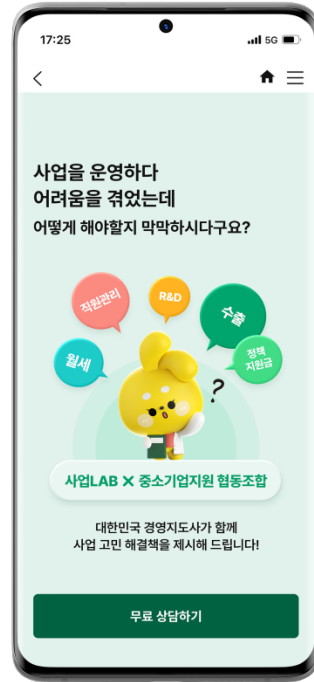 17:25
5G
사업을 운영하다
어려움을 겪었는데
어떻게 해야할지 막막하시다구요?
직원관리
R&D
수출
월세
정책
지원금
?
사업LAB × 중소기업지원 협동조합
대한민국 경영지도사가 함께
사업 고민 해결책을 제시해 드립니다!
무료 상담하기